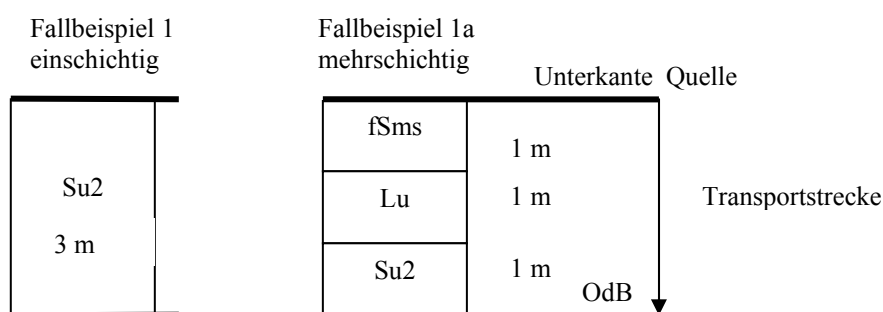 Fallbeispiel 1
einschichtig
Su2
3 m
Fallbeispiel 1a
mehrschichtig
Unterkante Quelle
fSms
1 m
Lu
1 m
Transportstrecke
Su2
1 m
OdB